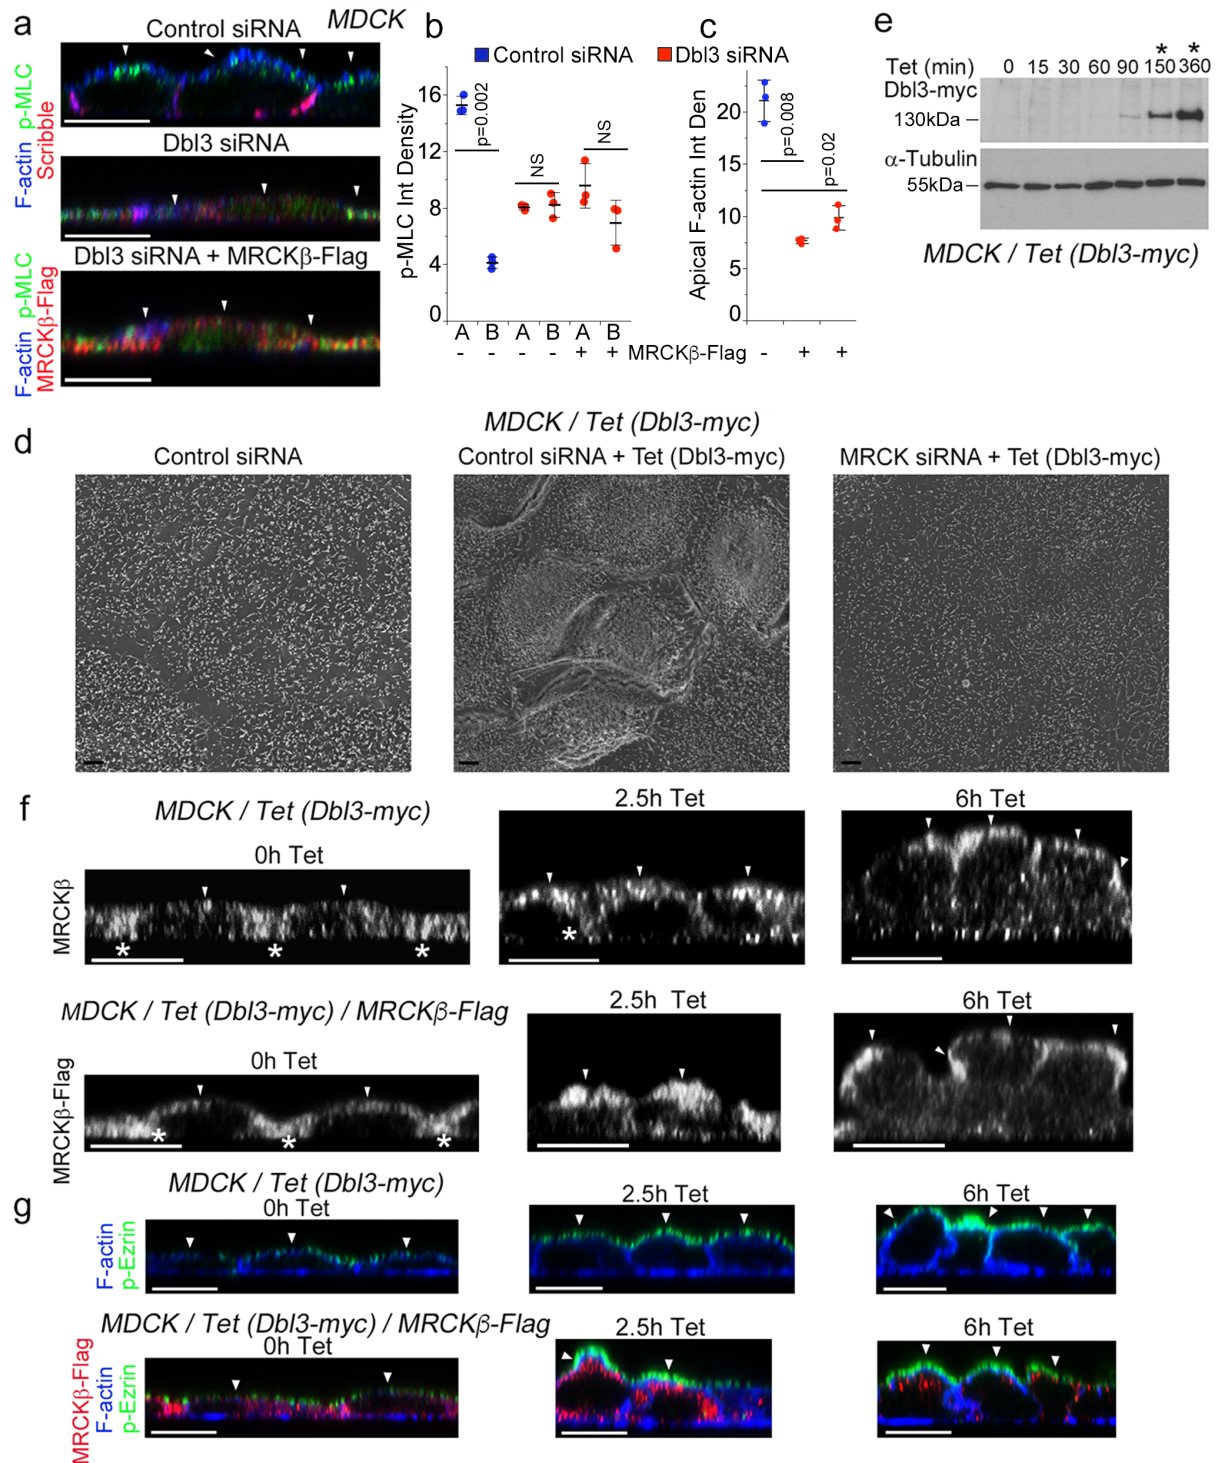 a
MDCK
Control siRNA
F-actin p-MLC
Scribble
Dbl3 siRNA
Dbl3 siRNA + MRCKβ-Flag
F-actin p-MLC
MRCKβ-Flag
b
c
Control siRNA Dbl3 siRNA
p-MLC Int Density
16
12
8
4
0
p=0.002
NS
NS
A B A B A B
- - - - + + MRCKβ-Flag - + +
Apical F-actin Int Den
20
15
10
5
0
p=0.008
p=0.02
e
* *
Tet (min) 0 15 30 60 90 150 360
Dbl3-myc
130kDa
α-Tubulin
55kDa
MDCK / Tet (Dbl3-myc)
d
MDCK / Tet (Dbl3-myc)
Control siRNA
Control siRNA + Tet (Dbl3-myc)
MRCK siRNA + Tet (Dbl3-myc)
f
MDCK / Tet (Dbl3-myc)
MRCKβ
0h Tet
2.5h Tet
6h Tet
* * *
*
MDCK / Tet (Dbl3-myc) / MRCKβ-Flag
MRCKβ-Flag
0h Tet
2.5h Tet
6h Tet
* * *
g
MDCK / Tet (Dbl3-myc)
F-actin
p-Ezrin
0h Tet
2.5h Tet
6h Tet
MDCK / Tet (Dbl3-myc) / MRCKβ-Flag
MRCKβ-Flag
F-actin
p-Ezrin
0h Tet
2.5h Tet
6h Tet